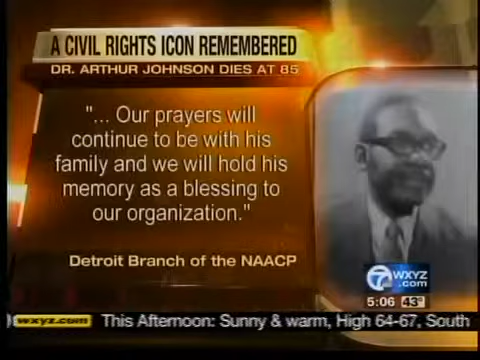 A CIVIL RIGHTS ICON REMEMBERED
DR. ARTHUR JOHNSON DIES AT 85
"... Our prayers will
continue to be with his
family and we will hold his
memory as a blessing to
our organization."
Detroit Branch of the NAACP
7 WXYZ
.com
5:06 43°
wxyz.com This Afternoon: Sunny & warm, High 64-67, South